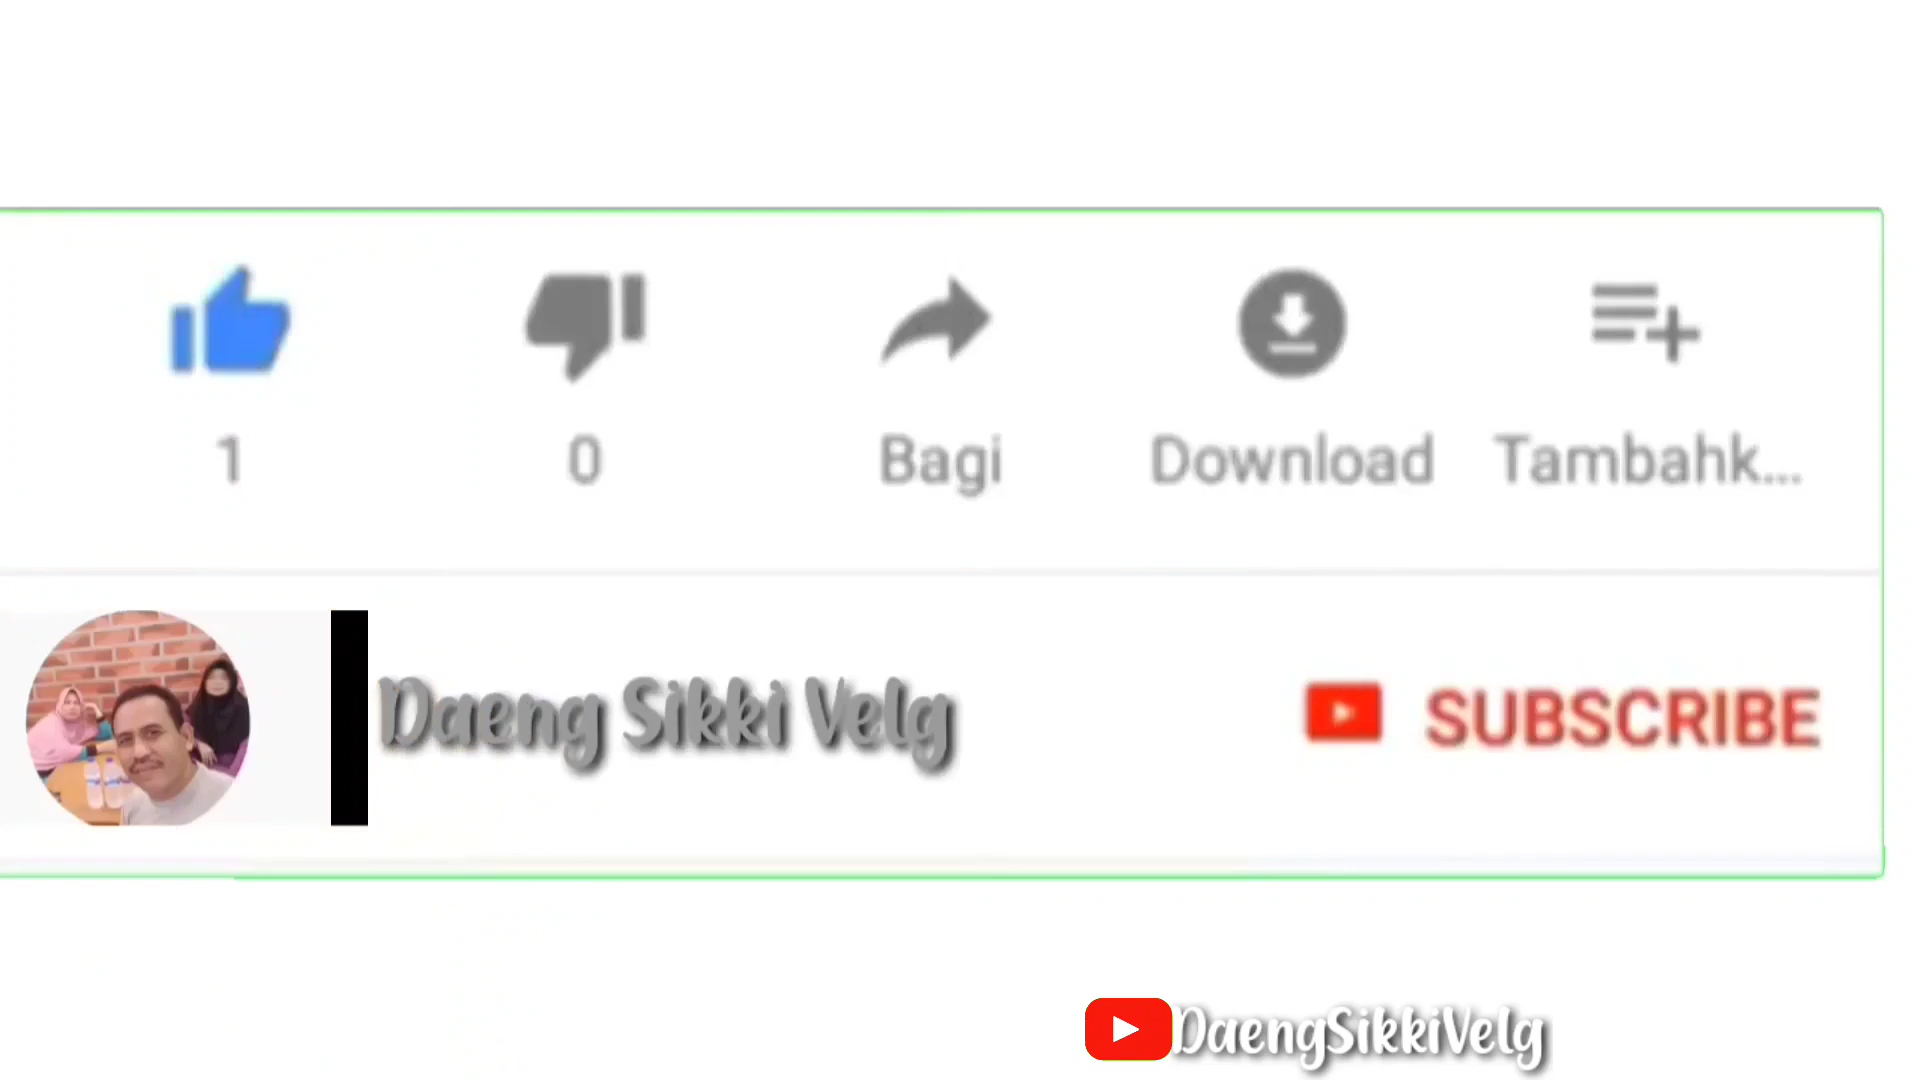 1
0
Bagi
Download
Tambahk...
Daeng Sikki Velg
SUBSCRIBE
DaengSikkiVelg